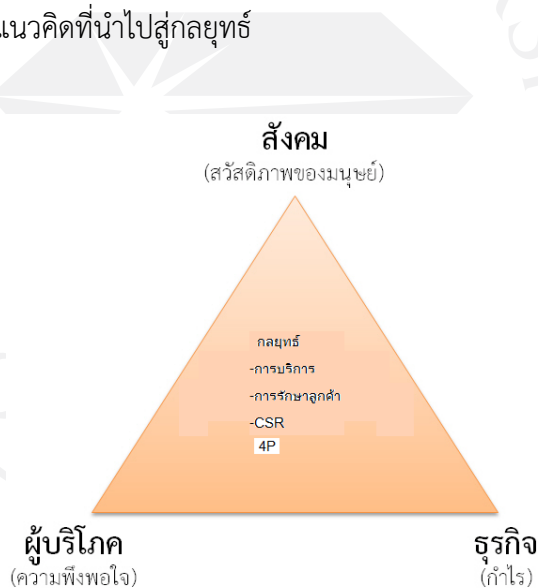 แนวคิดที่นำไปสู่กลยุทธ์
สังคม
(สวัสดิภาพของมนุษย์)
กลยุทธ์
-การบริการ
-การรักษาลูกค้า
-CSR
4P
ผู้บริโภค
(ความพึงพอใจ)
ธุรกิจ
(กำไร)